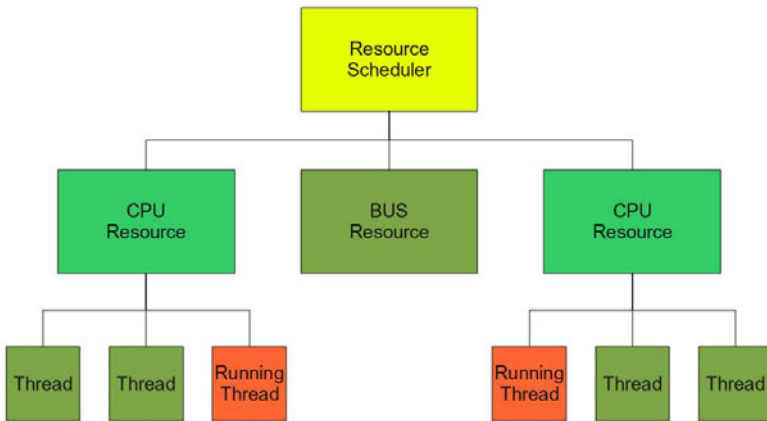 Resource
Scheduler
CPU
Resource
BUS
Resource
CPU
Resource
Thread
Thread
Running
Thread
Running
Thread
Thread
Thread